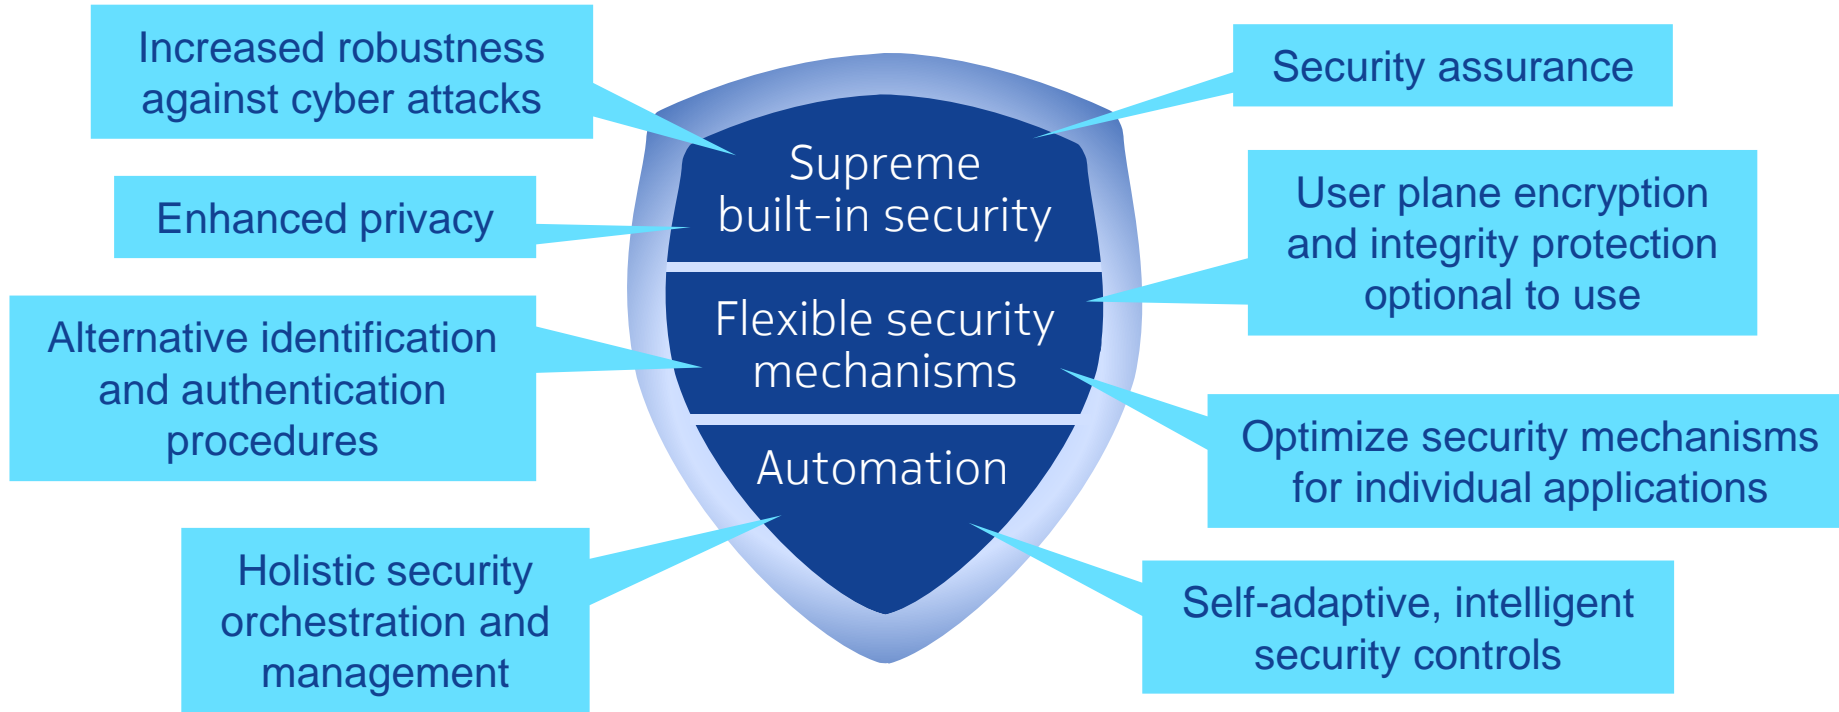 Increased robustness
against cyber attacks
Security assurance
Supreme
built-in security
Enhanced privacy
User plane encryption
and integrity protection
optional to use
Flexible security
mechanisms
Alternative identification
and authentication
procedures
Optimize security mechanisms
for individual applications
Automation
Holistic security
orchestration and
management
Self-adaptive, intelligent
security controls